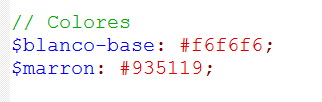 // Colores
$blanco-base: #f6f6f6;
$marron: #935119;